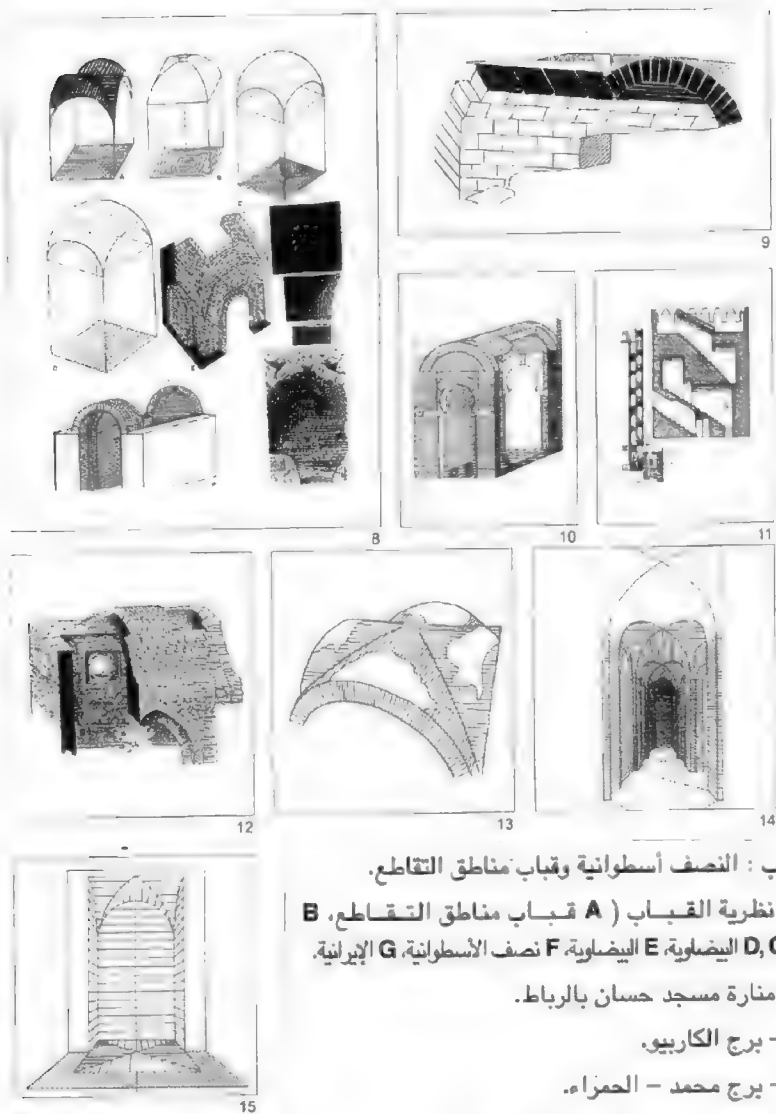 A
B
C
D
E
8
9
10
11
12
13
14
15
ب : النصف أسطوانية وقباب مناطق التقاطع.
نظرية القباب ( A قباب مناطق التقاطع، B
D, C البيضاوية، E البيضاوية، F نصف الأسطوانية، G الإيرانية.
منارة مسجد حسان بالرباط.
- برج الكاربيو.
- برج محمد – الحمراء.